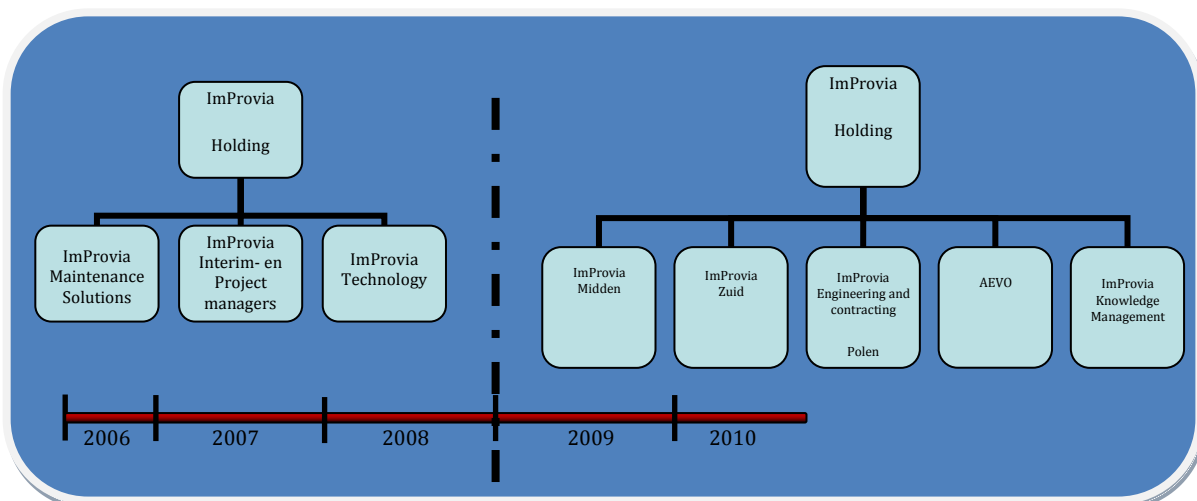 ImProvia
Holding
ImProvia
Maintenance
Solutions
ImProvia
Interim- en
Project
managers
ImProvia
Technology
ImProvia
Holding
ImProvia
Midden
ImProvia
Zuid
ImProvia
Engineering and
contracting
Polen
AEVO
ImProvia
Knowledge
Management
2006
2007
2008
2009
2010